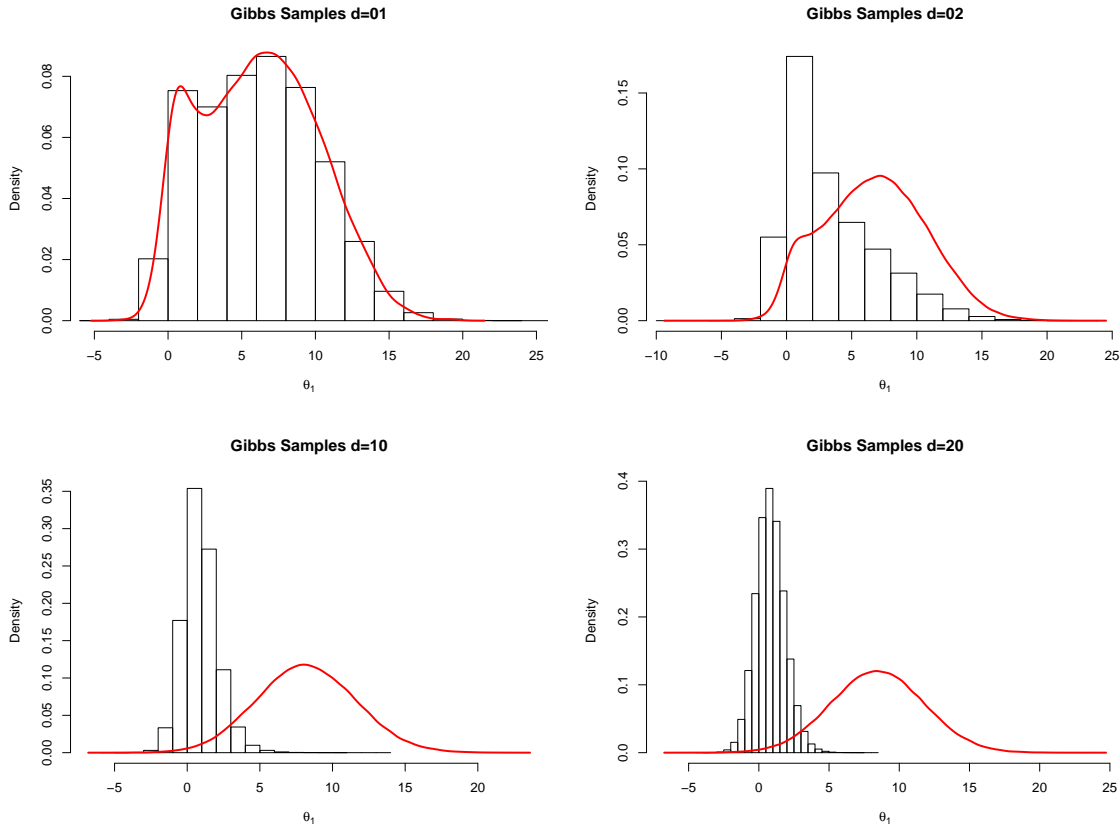 Gibbs Samples d=01
Density
0.00 0.02 0.04 0.06 0.08
−5 0 5 10 15 20 25
θ1
Gibbs Samples d=02
Density
0.00 0.05 0.10 0.15
−10 −5 0 5 10 15 20 25
θ1
Gibbs Samples d=10
Density
0.00 0.05 0.10 0.15 0.20 0.25 0.30 0.35
−5 0 5 10 15 20
θ1
Gibbs Samples d=20
Density
0.0 0.1 0.2 0.3 0.4
−5 0 5 10 15 20 25
θ1